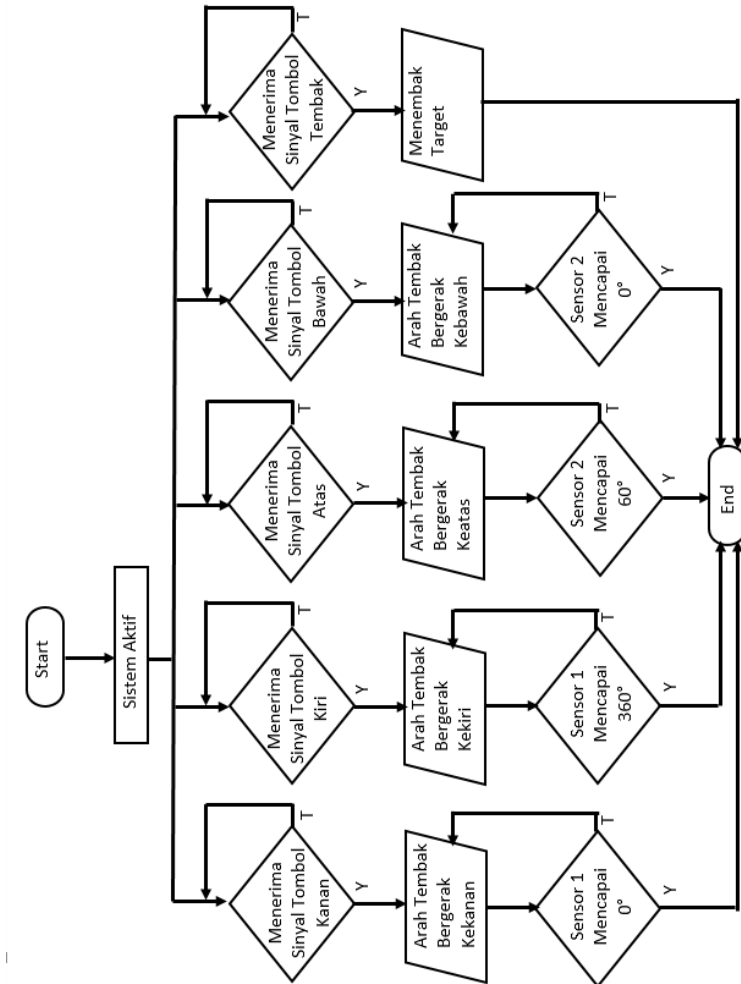 Start
Sistem Aktif
Menerima
Sinyal Tombol
Kanan
T
Y
Arah Tembak
Bergerak
Kekanan
Sensor 1
Mencapai
0°
T
Y
Menerima
Sinyal Tombol
Kiri
T
Y
Arah Tembak
Bergerak
Kekiri
Sensor 1
Mencapai
360°
T
Y
Menerima
Sinyal Tombol
Atas
T
Y
Arah Tembak
Bergerak
Keatas
Sensor 2
Mencapai
60°
T
Y
Menerima
Sinyal Tombol
Bawah
T
Y
Arah Tembak
Bergerak
Kebawah
Sensor 2
Mencapai
0°
T
Y
Menerima
Sinyal Tombol
Tembak
T
Y
Menembak
Target
End